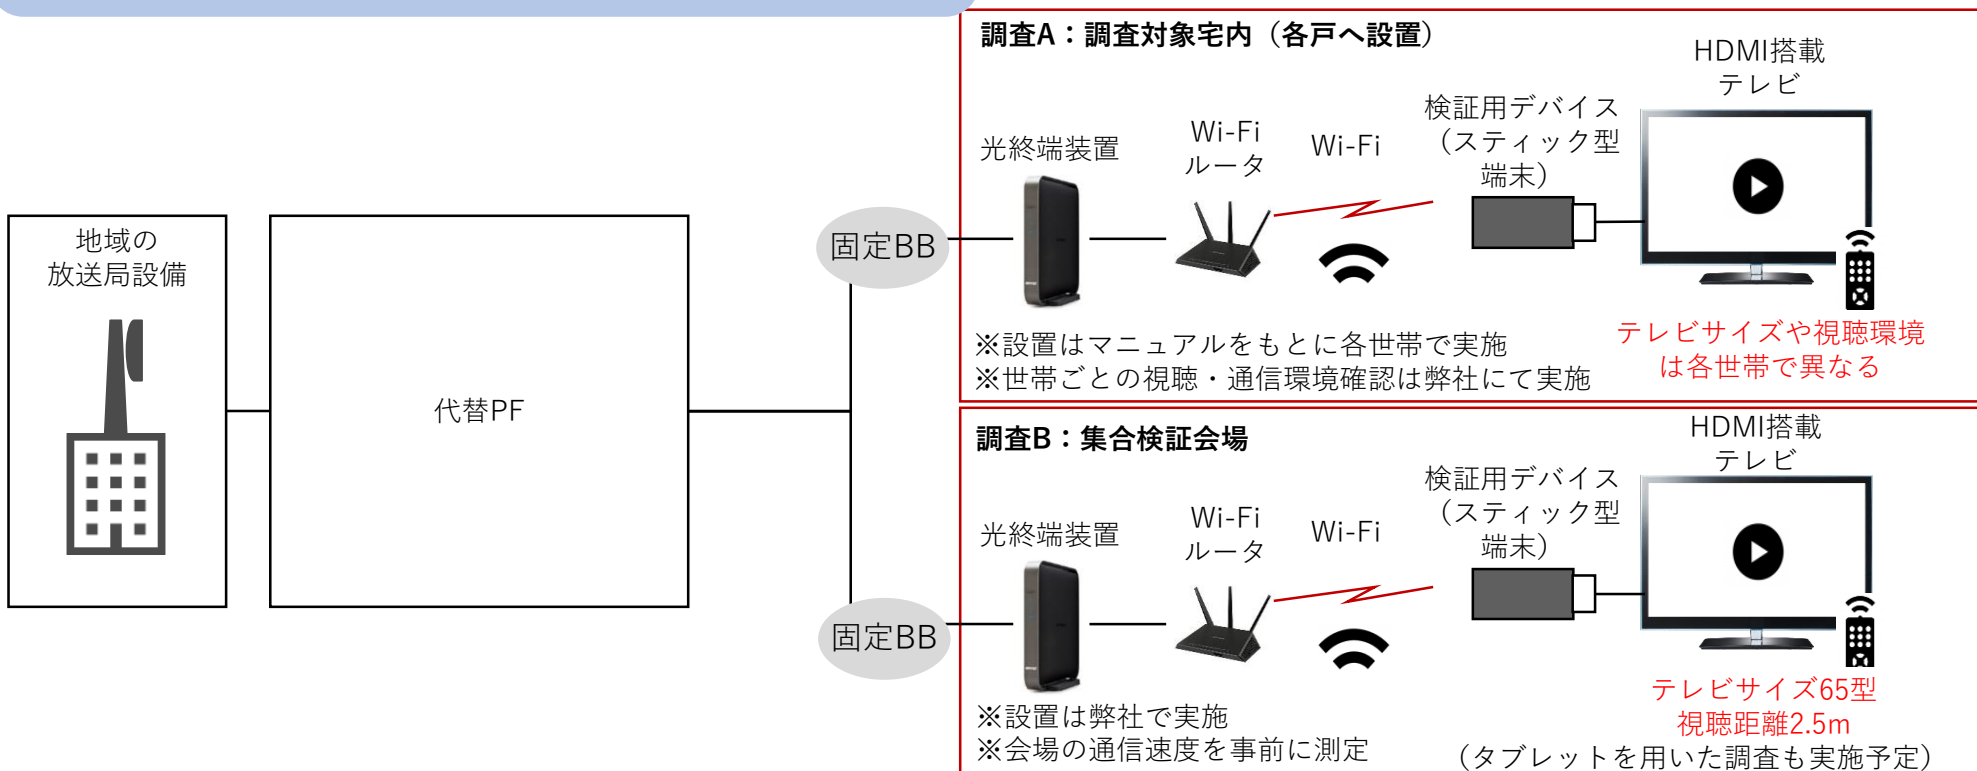 調査A：調査対象宅内（各戸へ設置）
HDMI搭載
テレビ
検証用デバイス
（スティック型
端末）
Wi-Fi
Wi-Fi
ルータ
光終端装置
固定BB
地域の
放送局設備
代替PF
※設置はマニュアルをもとに各世帯で実施
※世帯ごとの視聴・通信環境確認は弊社にて実施
テレビサイズや視聴環境
は各世帯で異なる
調査B：集合検証会場
HDMI搭載
テレビ
検証用デバイス
（スティック型
端末）
Wi-Fi
Wi-Fi
ルータ
光終端装置
固定BB
※設置は弊社で実施
※会場の通信速度を事前に測定
テレビサイズ65型
視聴距離2.5m
（タブレットを用いた調査も実施予定）